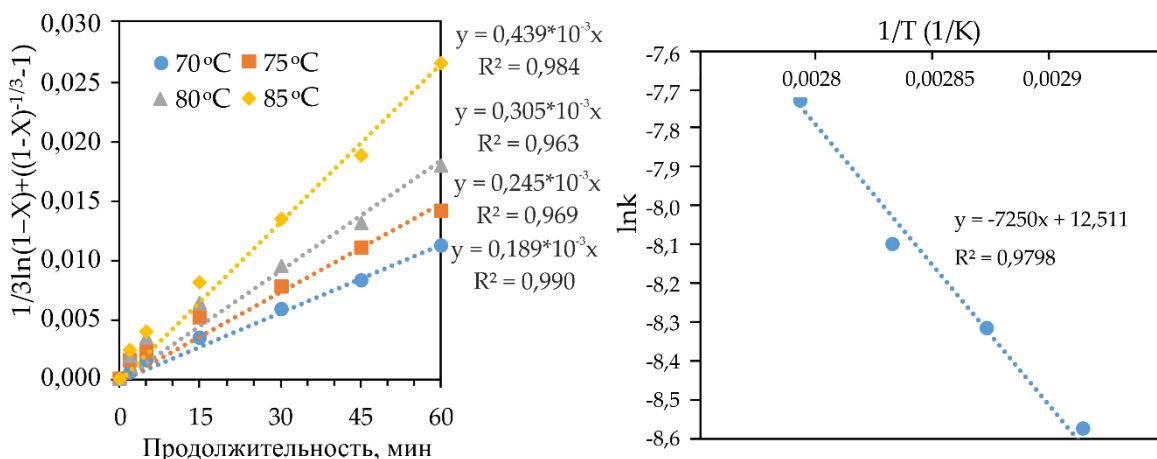 1/3ln(1–X)+((1-X)-1/3-1)
0,030
0,025
0,020
0,015
0,010
0,005
0,000
70 °C
75 °C
80 °C
85 °C
y = 0,439*10-3x
R² = 0,984
y = 0,305*10-3x
R² = 0,963
y = 0,245*10-3x
R² = 0,969
y = 0,189*10-3x
R² = 0,990
0
15
30
45
60
Продолжительность, мин
1/T (1/K)
0,0028
0,00285
0,0029
lnk
-7,6
-7,7
-7,8
-7,9
-8,0
-8,1
-8,2
-8,3
-8,4
-8,5
-8,6
y = -7250x + 12,511
R² = 0,9798